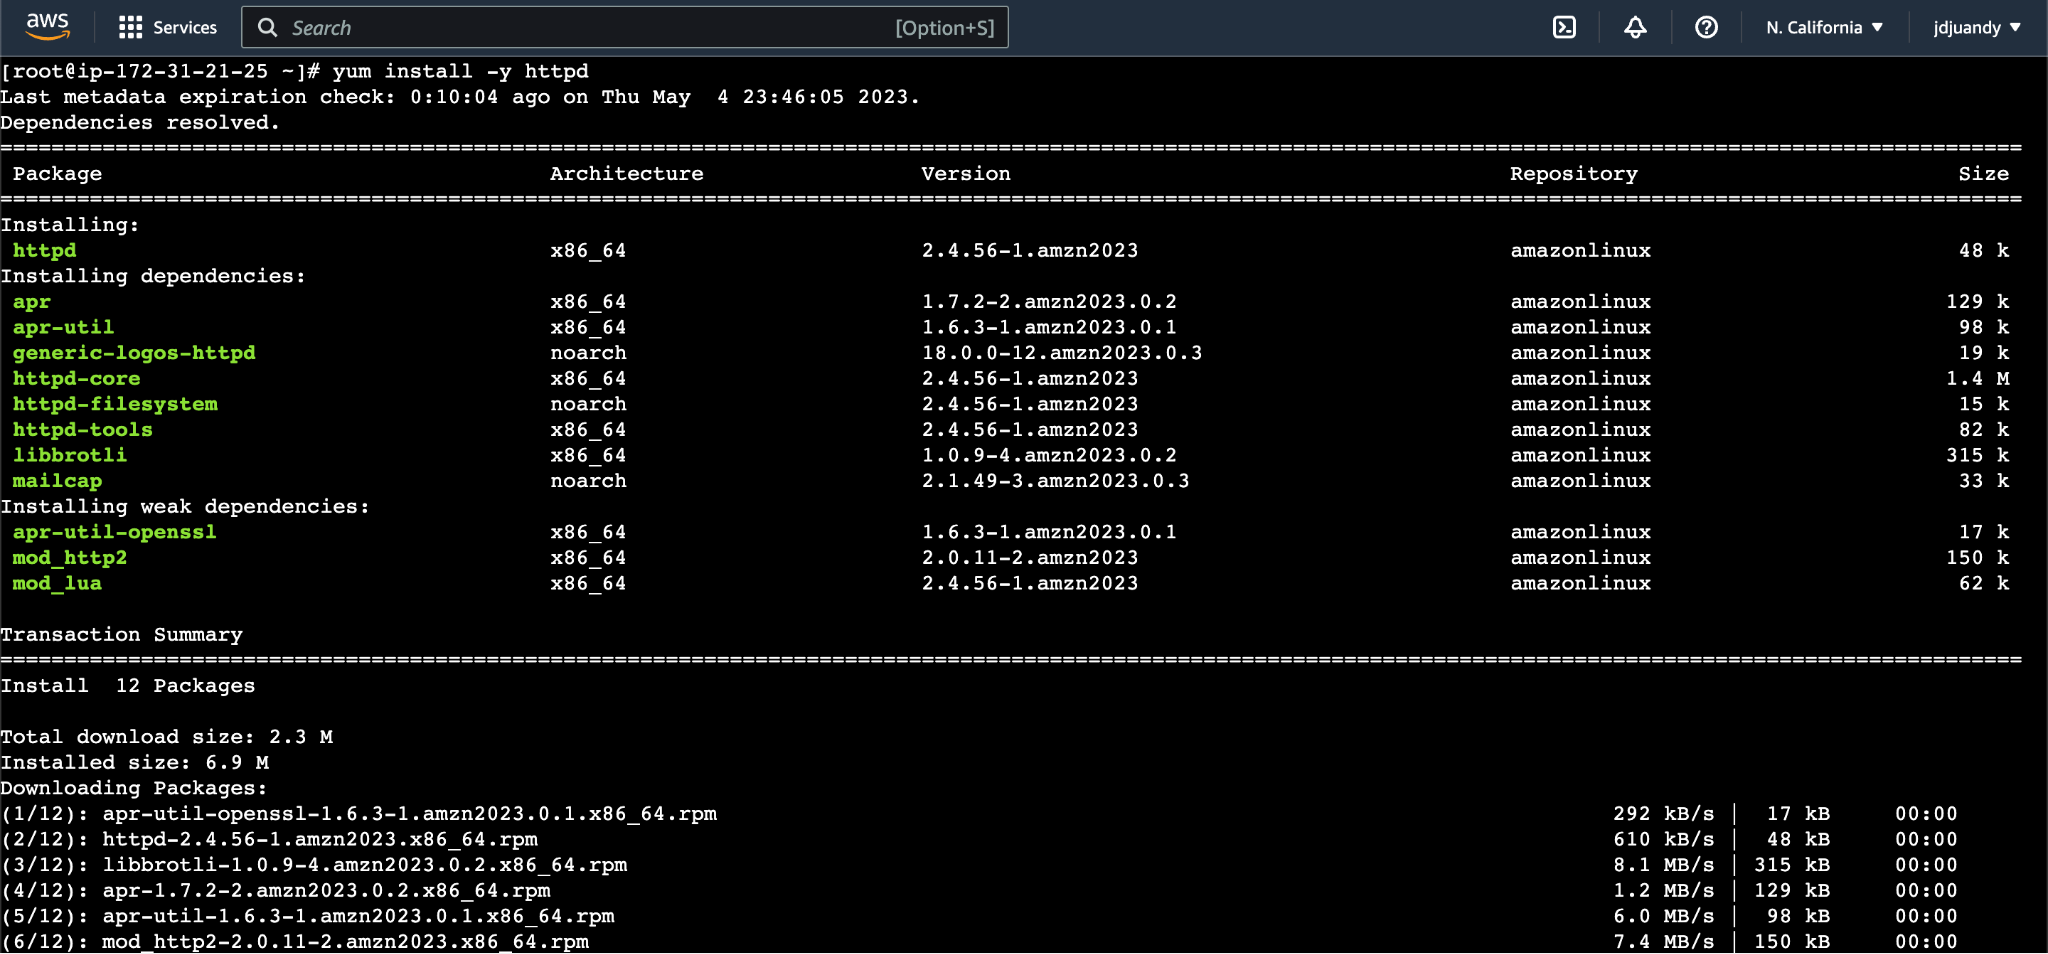 aws Services Search [Option+S] N. California ▼ jdjuandy ▼
[root@ip-172-31-21-25 ~]# yum install -y httpd
Last metadata expiration check: 0:10:04 ago on Thu May  4 23:46:05 2023.
Dependencies resolved.
Package Architecture Version Repository Size
Installing:
httpd x86_64 2.4.56-1.amzn2023 amazonlinux 48 k
Installing dependencies:
apr x86_64 1.7.2-2.amzn2023.0.2 amazonlinux 129 k
apr-util x86_64 1.6.3-1.amzn2023.0.1 amazonlinux 98 k
generic-logos-httpd noarch 18.0.0-12.amzn2023.0.3 amazonlinux 19 k
httpd-core x86_64 2.4.56-1.amzn2023 amazonlinux 1.4 M
httpd-filesystem noarch 2.4.56-1.amzn2023 amazonlinux 15 k
httpd-tools x86_64 2.4.56-1.amzn2023 amazonlinux 82 k
libbrotli x86_64 1.0.9-4.amzn2023.0.2 amazonlinux 315 k
mailcap noarch 2.1.49-3.amzn2023.0.3 amazonlinux 33 k
Installing weak dependencies:
apr-util-openssl x86_64 1.6.3-1.amzn2023.0.1 amazonlinux 17 k
mod_http2 x86_64 2.0.11-2.amzn2023 amazonlinux 150 k
mod_lua x86_64 2.4.56-1.amzn2023 amazonlinux 62 k
Transaction Summary
Install  12 Packages
Total download size: 2.3 M
Installed size: 6.9 M
Downloading Packages:
(1/12): apr-util-openssl-1.6.3-1.amzn2023.0.1.x86_64.rpm 292 kB/s | 17 kB 00:00
(2/12): httpd-2.4.56-1.amzn2023.x86_64.rpm 610 kB/s | 48 kB 00:00
(3/12): libbrotli-1.0.9-4.amzn2023.0.2.x86_64.rpm 8.1 MB/s | 315 kB 00:00
(4/12): apr-1.7.2-2.amzn2023.0.2.x86_64.rpm 1.2 MB/s | 129 kB 00:00
(5/12): apr-util-1.6.3-1.amzn2023.0.1.x86_64.rpm 6.0 MB/s | 98 kB 00:00
(6/12): mod_http2-2.0.11-2.amzn2023.x86_64.rpm 7.4 MB/s | 150 kB 00:00